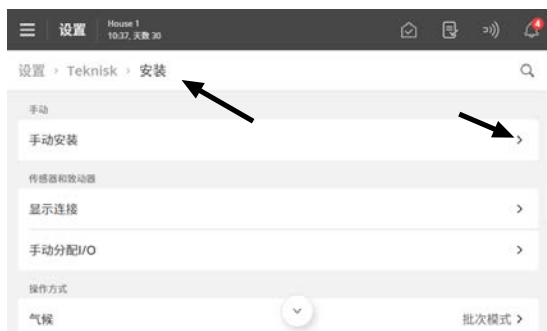 设置 House 1
10:37, 天数 30
4
设置 › Teknisk › 安装
手动
手动安装
传感器和致动器
显示连接
手动分配I/O
操作方式
气候 批次模式